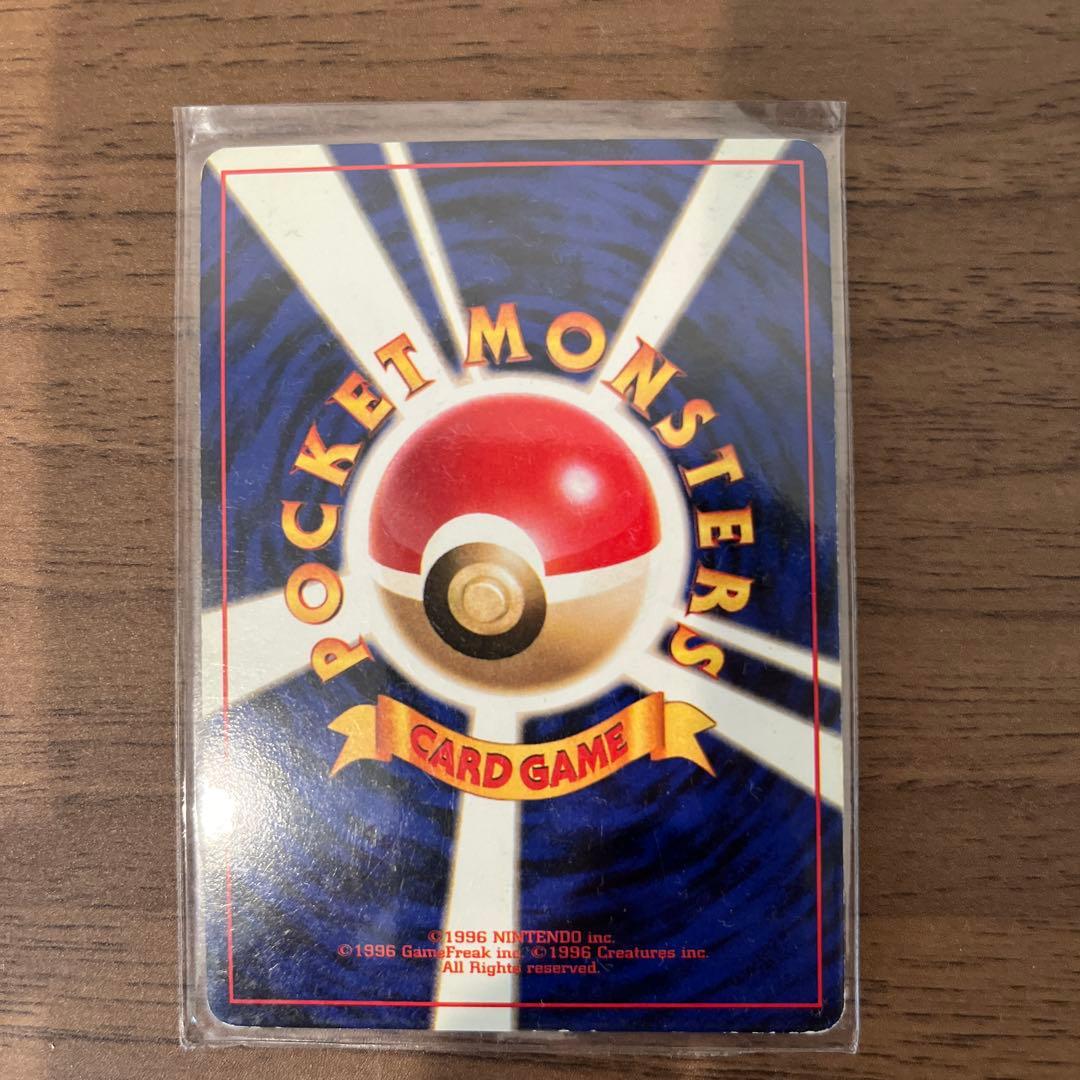 POCKET MONSTERS
CARD GAME
©1996 NINTENDO inc.
©1996 GameFreak inc. ©1996 Creatures inc.
All Rights reserved.